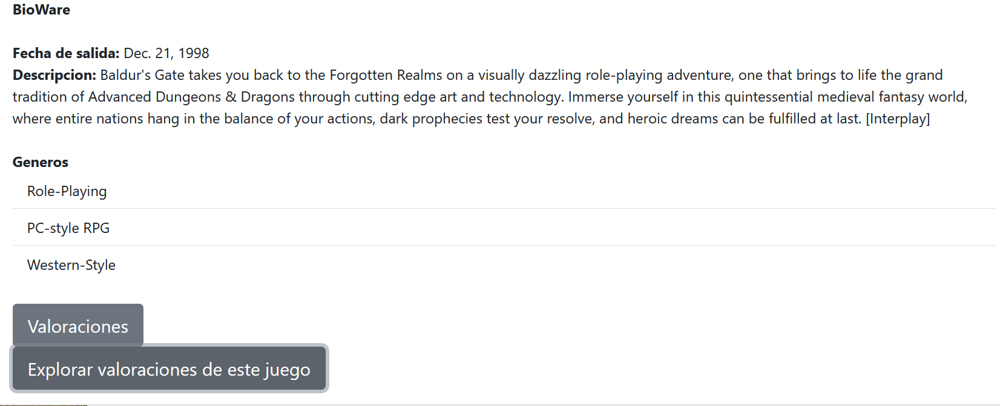 BioWare
Fecha de salida: Dec. 21, 1998
Descripcion: Baldur's Gate takes you back to the Forgotten Realms on a visually dazzling role-playing adventure, one that brings to life the grand
tradition of Advanced Dungeons & Dragons through cutting edge art and technology. Immerse yourself in this quintessential medieval fantasy world,
where entire nations hang in the balance of your actions, dark prophecies test your resolve, and heroic dreams can be fulfilled at last. [Interplay]
Generos
Role-Playing
PC-style RPG
Western-Style
Valoraciones
Explorar valoraciones de este juego